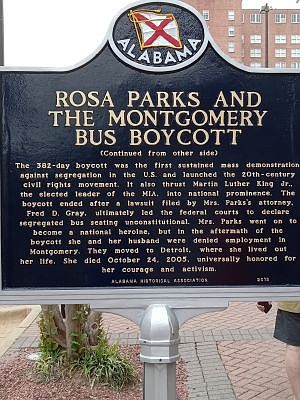 ALABAMA
ROSA PARKS AND
THE MONTGOMERY
BUS BOYCOTT
(Continued from other side)
The 382-day boycott was the first sustained mass demonstration
against segregation in the U.S. and launched the 20th-century
civil rights movement. It also thrust Martin Luther King Jr.,
the elected leader of the MIA, into national prominence. The
boycott ended after a lawsuit filed by Mrs. Parks's attorney,
Fred D. Gray, ultimately led the federal courts to declare
segregated bus seating unconstitutional. Mrs. Parks went on to
become a national heroine, but in the aftermath of the
boycott she and her husband were denied employment in
Montgomery. They moved to Detroit, where she lived out
her life. She died October 24, 2005, universally honored for
her courage and activism.
ALABAMA HISTORICAL ASSOCIATION